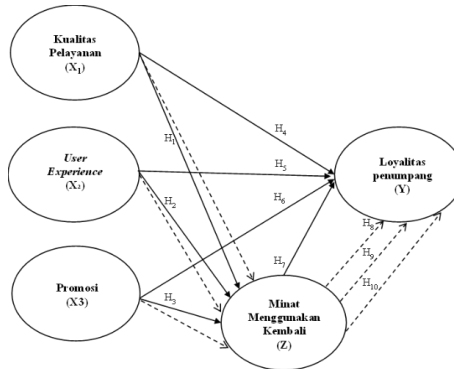 Kualitas
Pelayanan
(X1)
H4
H1
User
Experience
(X2)
H5
Loyalitas
penumpang
(Y)
H2
H6
H7
H8
H9
H10
Promosi
(X3)
H3
Minat
Menggunakan
Kembali
(Z)